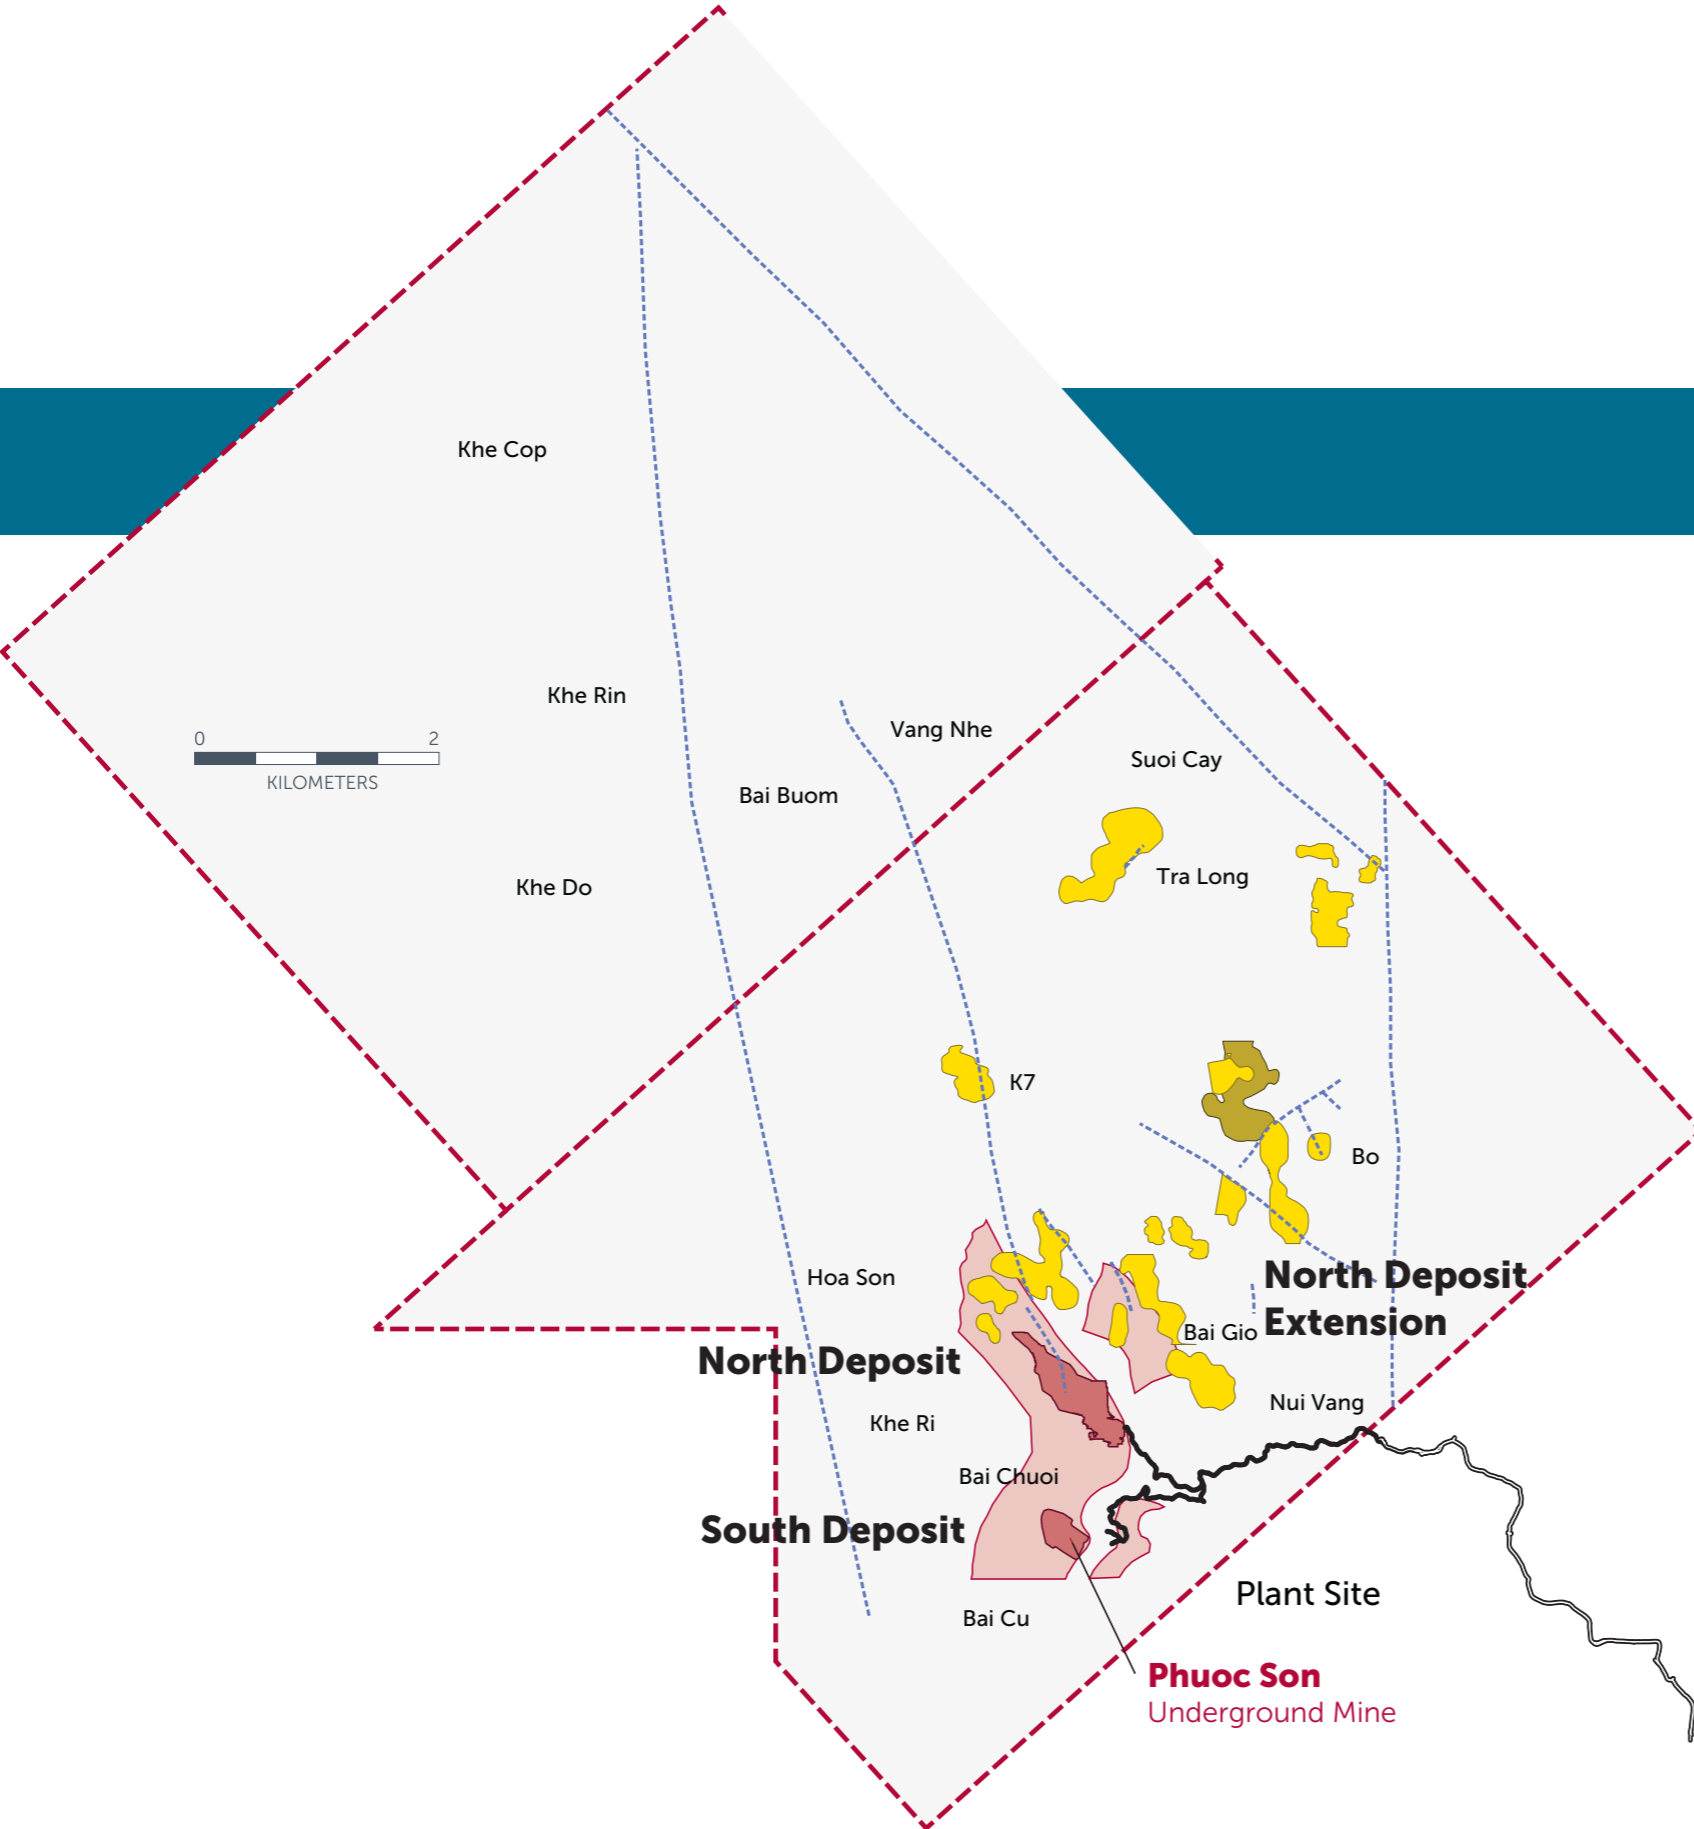 Khe Cop
Khe Rin
0 2
KILOMETERS
Vang Nhe
Suoi Cay
Bai Buom
Khe Do
Tra Long
K7
Bo
Hoa Son
North Deposit
Extension
Bai Gio
North Deposit
Nui Vang
Khe Ri
Bai Chuoi
South Deposit
Plant Site
Bai Cu
Phuoc Son
Underground Mine